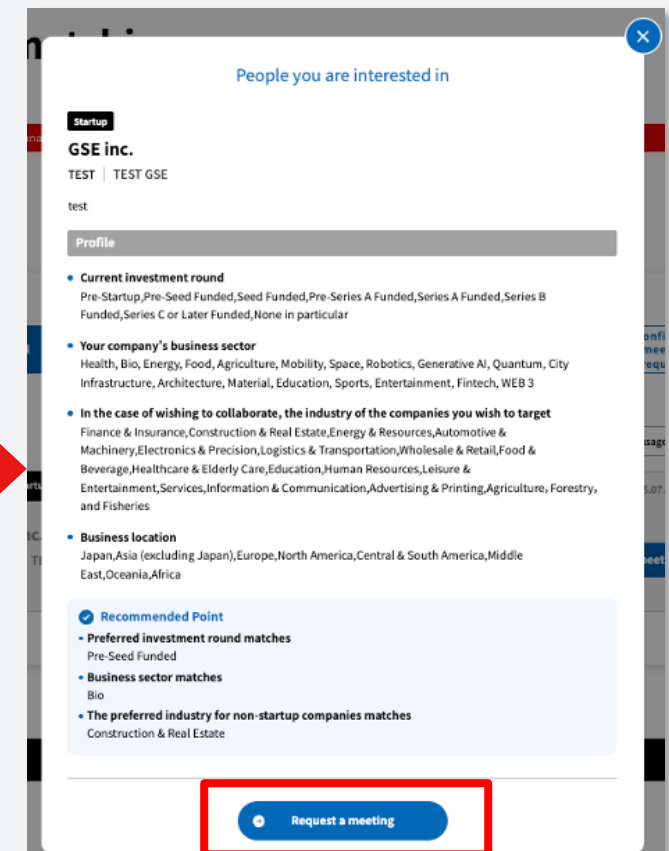 People you are interested in
Startup
GSE inc.
TEST | TEST GSE
test
Profile
Current investment round
Pre-Startup,Pre-Seed Funded,Seed Funded,Pre-Series A Funded,Series A Funded,Series B
Funded,Series C or Later Funded,None in particular
Your company's business sector
Health, Bio, Energy, Food, Agriculture, Mobility, Space, Robotics, Generative AI, Quantum, City
Infrastructure, Architecture, Material, Education, Sports, Entertainment, Fintech, WEB 3
In the case of wishing to collaborate, the industry of the companies you wish to target
Finance & Insurance,Construction & Real Estate,Energy & Resources,Automotive &
Machinery,Electronics & Precision,Logistics & Transportation,Wholesale & Retail,Food &
Beverage,Healthcare & Elderly Care,Education,Human Resources,Leisure &
Entertainment,Services,Information & Communication,Advertising & Printing,Agriculture, Forestry,
and Fisheries
Business location
Japan,Asia (excluding Japan),Europe,North America,Central & South America,Middle
East,Oceania,Africa
Recommended Point
Preferred investment round matches
Pre-Seed Funded
Business sector matches
Bio
The preferred industry for non-startup companies matches
Construction & Real Estate
Request a meeting